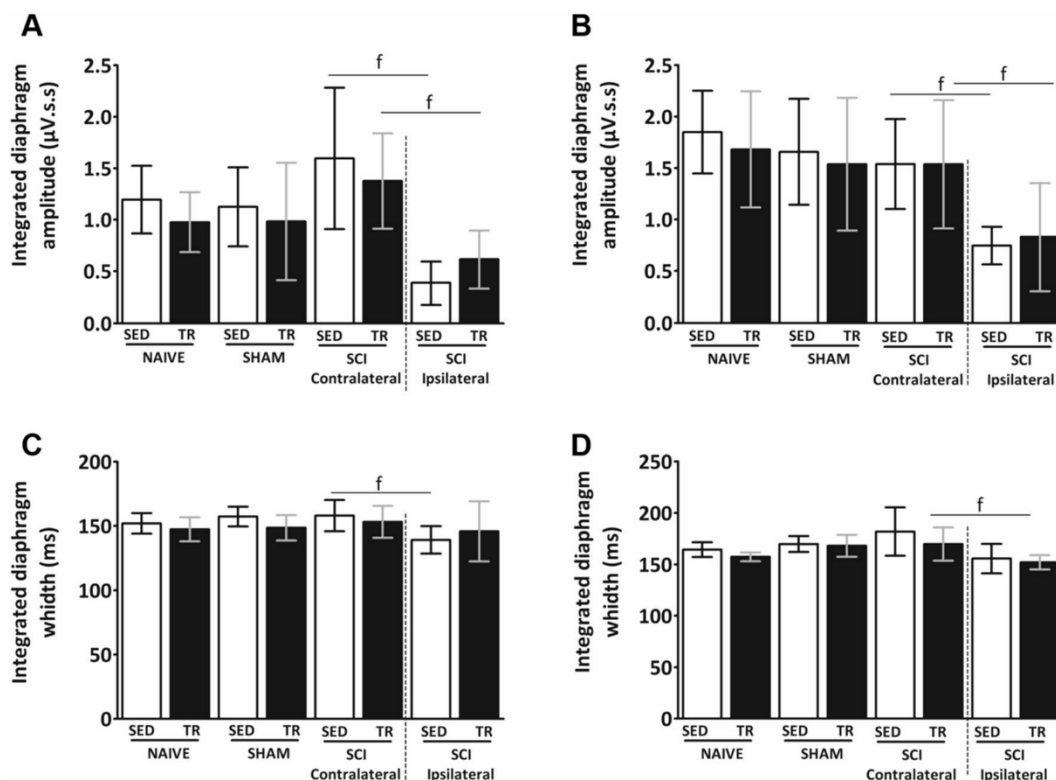 A
Integrated diaphragm
amplitude (μV.s.s)
2.5
2.0
1.5
1.0
0.5
0.0
f
f
SED TR SED TR SED TR SED TR
NAIVE SHAM SCI SCI
Contralateral Ipsilateral
B
Integrated diaphragm
amplitude (μV.s.s)
2.5
2.0
1.5
1.0
0.5
0.0
f
f
SED TR SED TR SED TR SED TR
NAIVE SHAM SCI SCI
Contralateral Ipsilateral
C
Integrated diaphragm
whidth (ms)
200
150
100
50
0
f
SED TR SED TR SED TR SED TR
NAIVE SHAM SCI SCI
Contralateral Ipsilateral
D
Integrated diaphragm
whidth (ms)
250
200
150
100
50
0
f
SED TR SED TR SED TR SED TR
NAIVE SHAM SCI SCI
Contralateral Ipsilateral